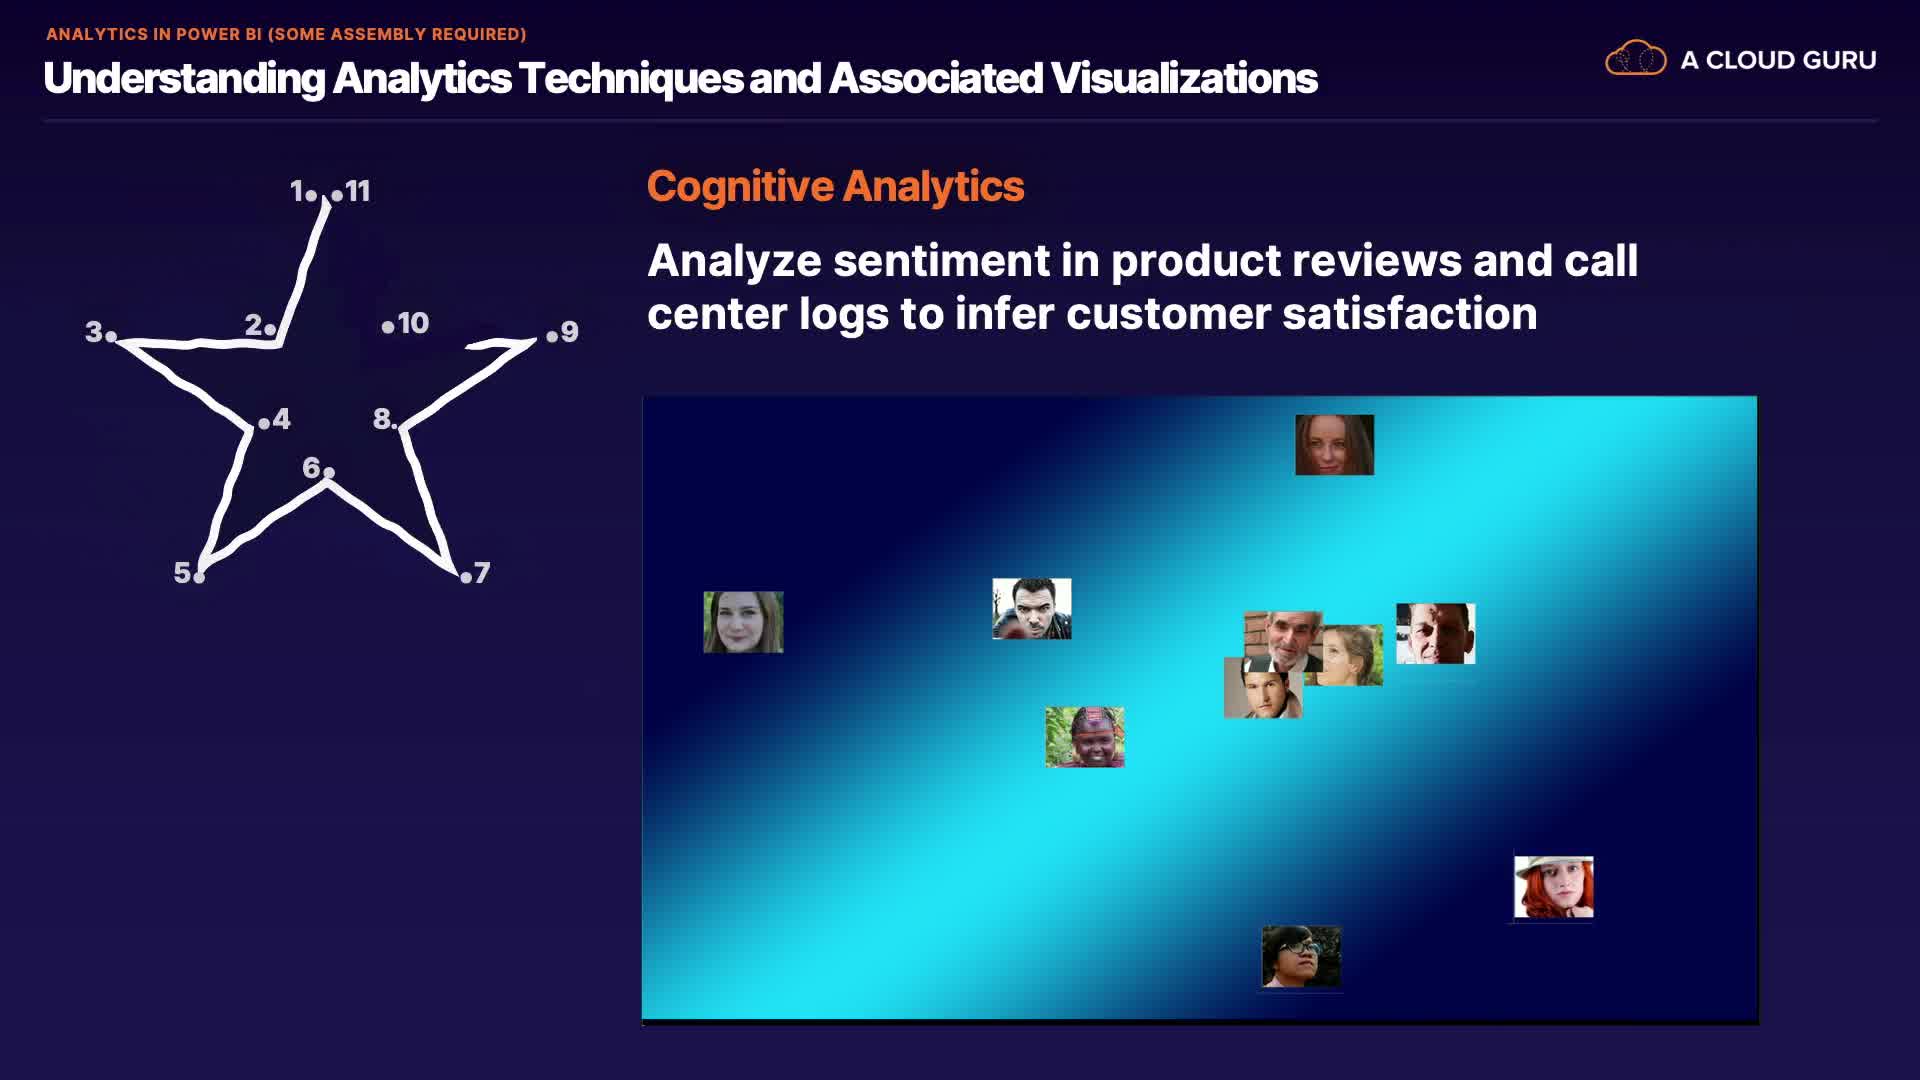 ANALYTICS IN POWER BI (SOME ASSEMBLY REQUIRED)
Understanding Analytics Techniques and Associated Visualizations
A CLOUD GURU
1 11
2 10
3 9
4 8
6
5 7
Cognitive Analytics
Analyze sentiment in product reviews and call
center logs to infer customer satisfaction